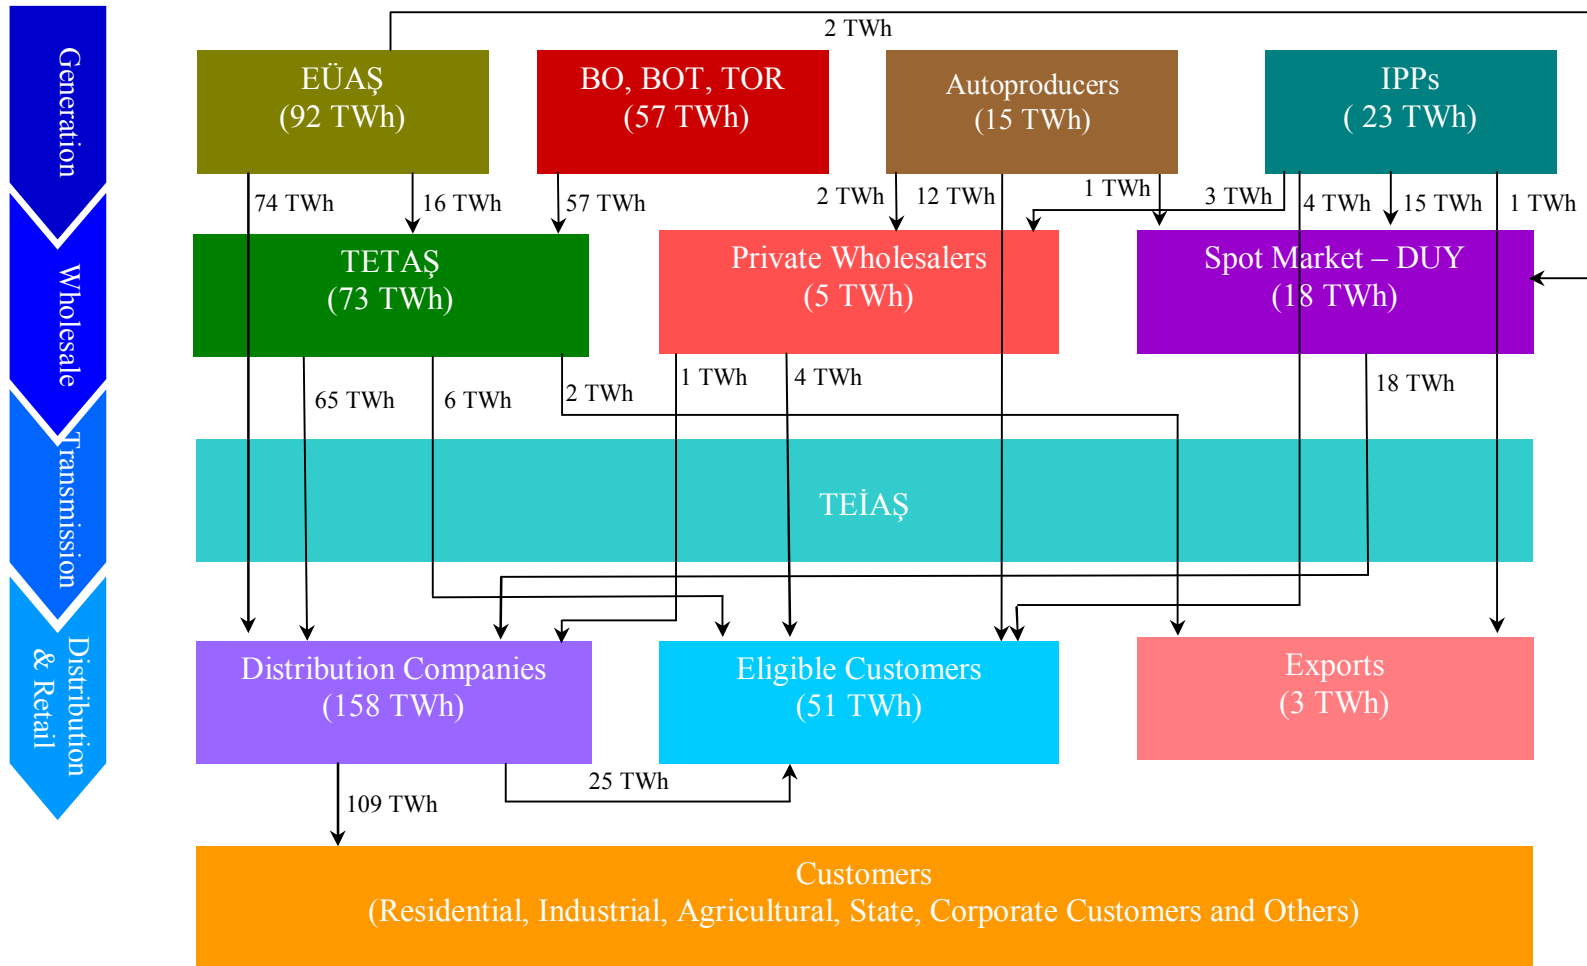 2 TWh
Generation
EÜAŞ
(92 TWh)
BO, BOT, TOR
(57 TWh)
Autoproducers
(15 TWh)
IPPs
( 23 TWh)
74 TWh
16 TWh
57 TWh
2 TWh
12 TWh
1 TWh
3 TWh
4 TWh
15 TWh
1 TWh
Wholesale
TETAŞ
(73 TWh)
Private Wholesalers
(5 TWh)
Spot Market – DUY
(18 TWh)
65 TWh
6 TWh
2 TWh
1 TWh
4 TWh
18 TWh
Transmission
TEİAŞ
Distribution
& Retail
Distribution Companies
(158 TWh)
Eligible Customers
(51 TWh)
Exports
(3 TWh)
109 TWh
25 TWh
Customers
(Residential, Industrial, Agricultural, State, Corporate Customers and Others)